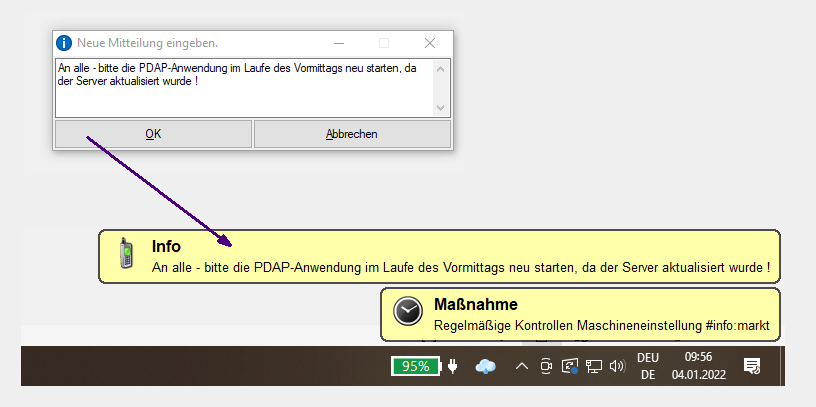 Neue Mitteilung eingeben.
An alle - bitte die PDAP-Anwendung im Laufe des Vormittags neu starten, da
der Server aktualisiert wurde !
OK
Abbrechen
Info
An alle - bitte die PDAP-Anwendung im Laufe des Vormittags neu starten, da der Server aktualisiert wurde !
Maßnahme
Regelmäßige Kontrollen Maschineneinstellung #info:markt
95%
DEU
DE
09:56
04.01.2022